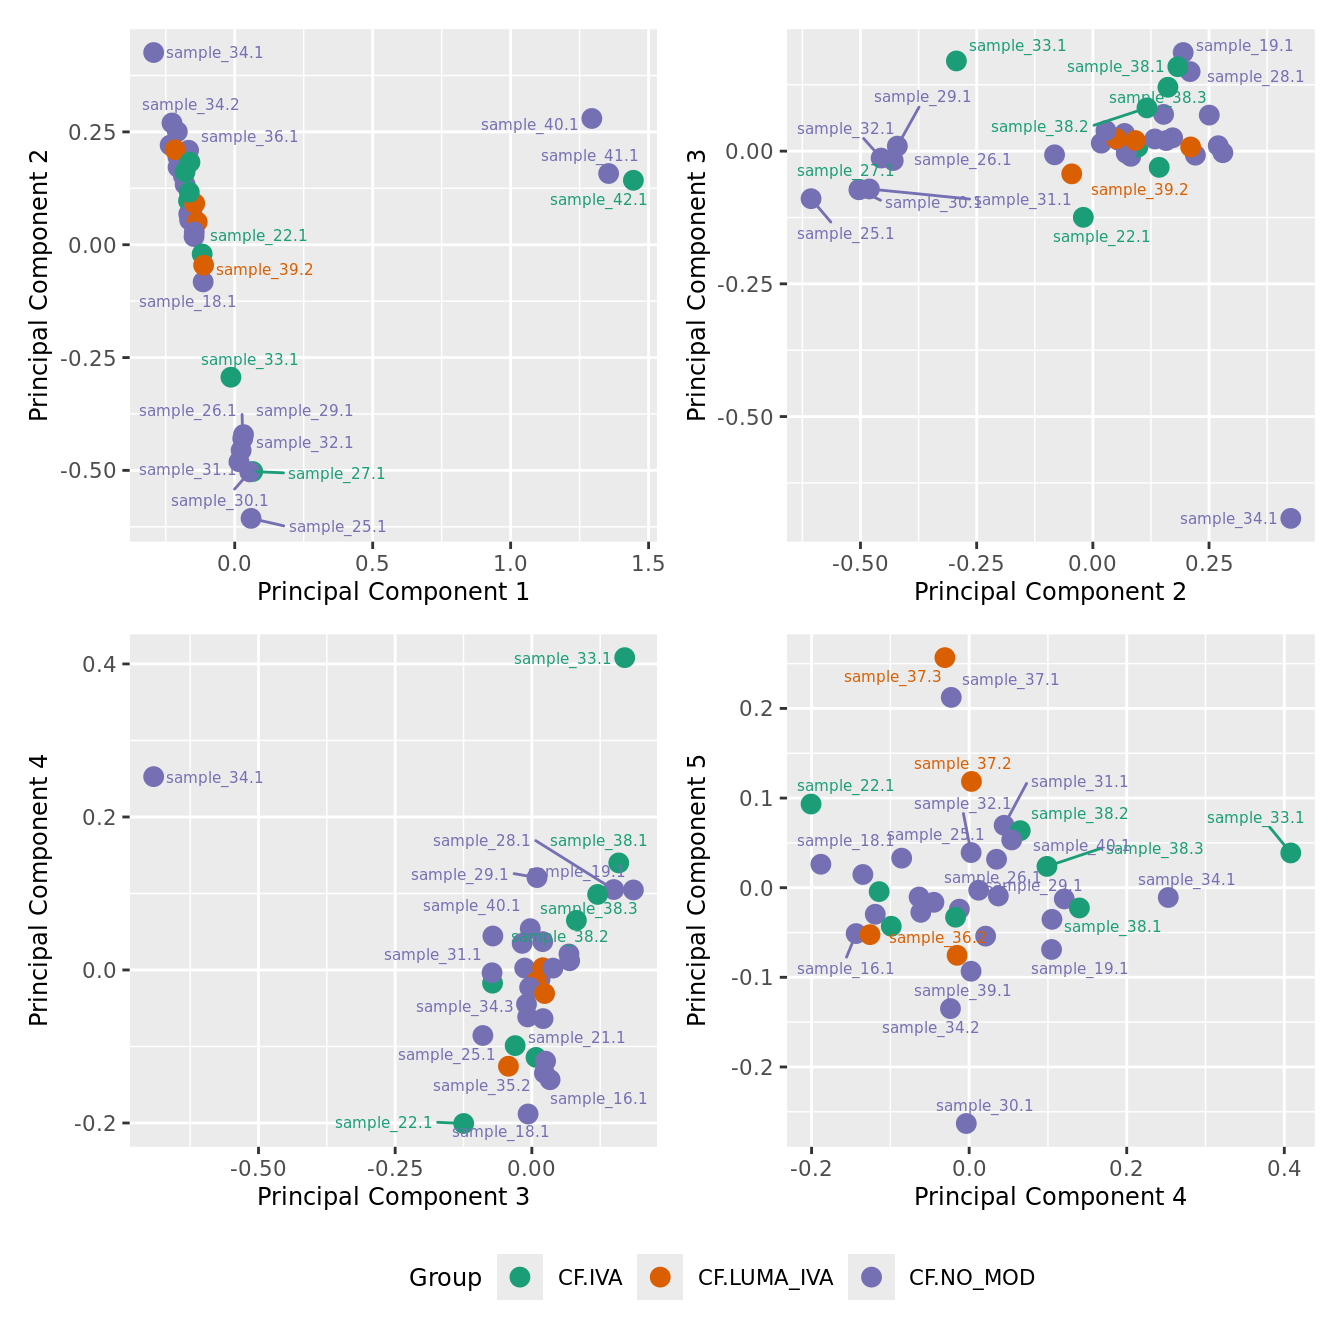 sample_34.1
sample_34.2
sample_36.1
sample_40.1
sample_41.1
sample_42.1
sample_22.1
sample_39.2
sample_18.1
sample_33.1
sample_26.1
sample_29.1
sample_32.1
sample_31.1
sample_27.1
sample_30.1
sample_25.1
0.25
0.00
-0.25
-0.50
0.0
0.5
1.0
1.5
Principal Component 1
Principal Component 2
sample_33.1
sample_19.1
sample_38.1
sample_28.1
sample_29.1
sample_38.3
sample_32.1
sample_38.2
sample_26.1
sample_27.1
sample_39.2
sample_30.1
sample_31.1
sample_25.1
sample_22.1
sample_34.1
0.00
-0.25
-0.50
-0.50
-0.25
0.00
0.25
Principal Component 2
Principal Component 3
sample_33.1
sample_34.1
sample_28.1
sample_38.1
sample_29.1
sample_19.1
sample_40.1
sample_38.3
sample_38.2
sample_31.1
sample_34.3
sample_21.1
sample_25.1
sample_35.2
sample_16.1
sample_22.1
sample_18.1
0.4
0.2
0.0
-0.2
-0.50
-0.25
0.00
Principal Component 3
Principal Component 4
sample_37.3
sample_37.1
sample_37.2
sample_22.1
sample_31.1
sample_32.1
sample_38.2
sample_33.1
sample_18.1
sample_25.1
sample_40.1
sample_38.3
sample_26.1
sample_29.1
sample_34.1
sample_36.2
sample_38.1
sample_16.1
sample_19.1
sample_39.1
sample_34.2
sample_30.1
0.2
0.1
0.0
-0.1
-0.2
-0.2
0.0
0.2
0.4
Principal Component 4
Principal Component 5
Group
CF.IVA
CF.LUMA_IVA
CF.NO_MOD